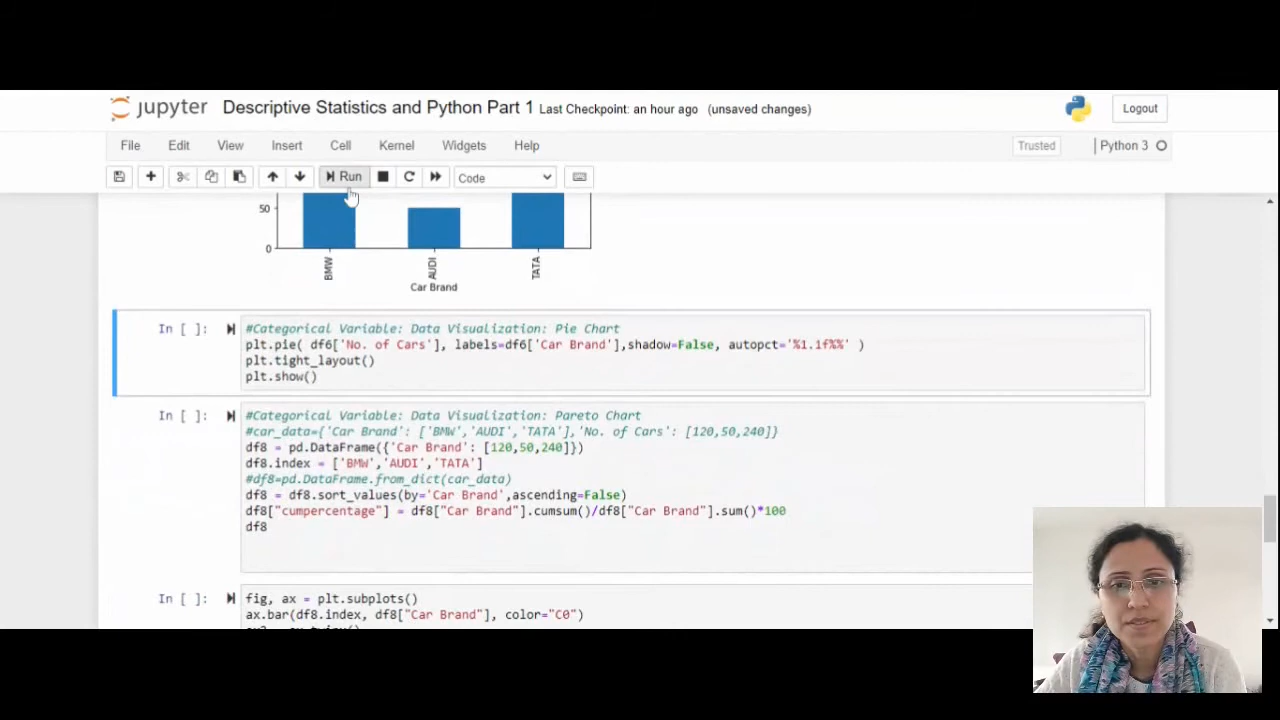 jupyter Descriptive Statistics and Python Part 1 Last Checkpoint: an hour ago (unsaved changes) Logout
File Edit View Insert Cell Kernel Widgets Help Trusted Python 3
Run Code
50
0
BMW AUDI TATA
Car Brand
In [ ]: #Categorical Variable: Data Visualization: Pie Chart
plt.pie( df6['No. of Cars'], labels=df6['Car Brand'],shadow=False, autopct='%1.1f%%' )
plt.tight_layout()
plt.show()
In [ ]: #Categorical Variable: Data Visualization: Pareto Chart
#car_data={'Car Brand': ['BMW','AUDI','TATA'],'No. of Cars': [120,50,240]}
df8 = pd.DataFrame({'Car Brand': [120,50,240]})
df8.index = ['BMW','AUDI','TATA']
#df8=pd.DataFrame.from_dict(car_data)
df8 = df8.sort_values(by='Car Brand',ascending=False)
df8["cumpercentage"] = df8["Car Brand"].cumsum()/df8["Car Brand"].sum()*100
df8
In [ ]: fig, ax = plt.subplots()
ax.bar(df8.index, df8["Car Brand"], color="C0")